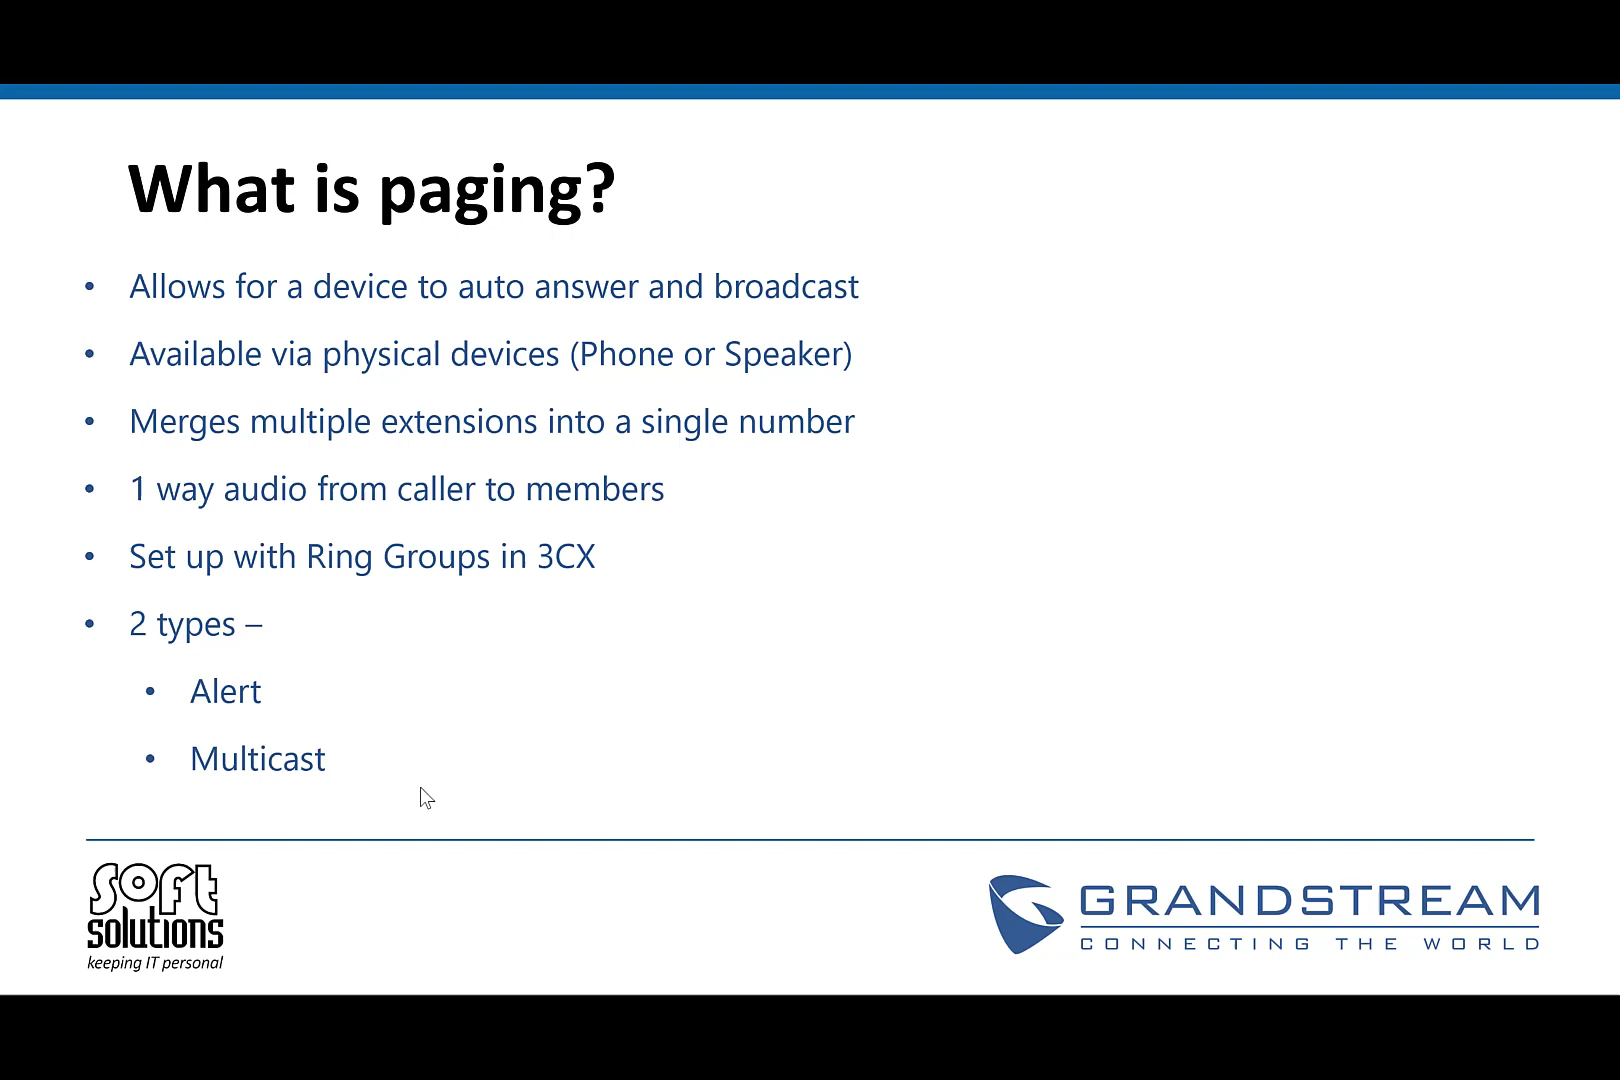 What is paging?
• Allows for a device to auto answer and broadcast
• Available via physical devices (Phone or Speaker)
• Merges multiple extensions into a single number
• 1 way audio from caller to members
• Set up with Ring Groups in 3CX
• 2 types –
• Alert
• Multicast
soft
solutions
keeping IT personal
GRANDSTREAM
CONNECTING THE WORLD